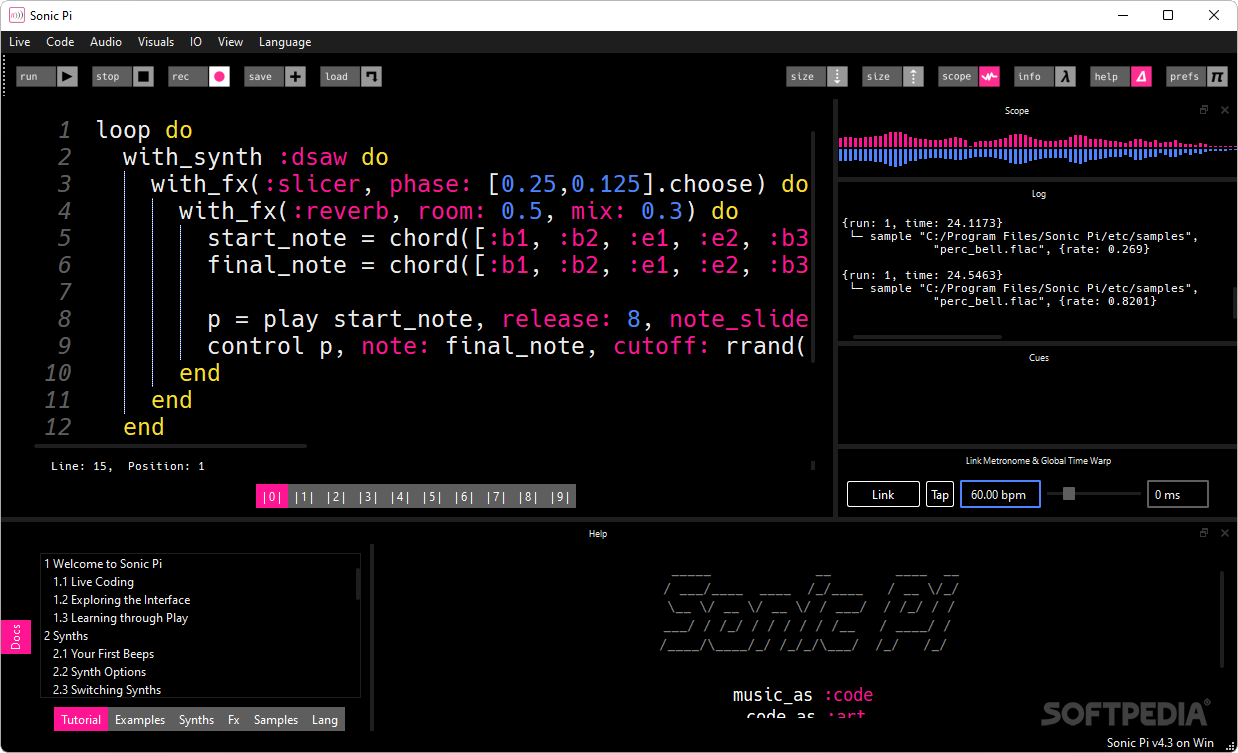 Sonic Pi
Live Code Audio Visuals IO View Language
run stop rec save load size size scope info help prefs
Scope
1 loop do
2 with_synth :dsaw do
3 with_fx(:slicer, phase: [0.25,0.125].choose) do
4 with_fx(:reverb, room: 0.5, mix: 0.3) do
5 start_note = chord([:b1, :b2, :e1, :e2, :b3
6 final_note = chord([:b1, :b2, :e1, :e2, :b3
7
8 p = play start_note, release: 8, note_slide
9 control p, note: final_note, cutoff: rrand(
10 end
11 end
12 end
Line: 15, Position: 1
|0| |1| |2| |3| |4| |5| |6| |7| |8| |9|
Log
{run: 1, time: 24.1173}
└─ sample "C:/Program Files/Sonic Pi/etc/samples",
"perc_bell.flac", {rate: 0.269}
{run: 1, time: 24.5463}
└─ sample "C:/Program Files/Sonic Pi/etc/samples",
"perc_bell.flac", {rate: 0.8201}
Cues
Link Metronome & Global Time Warp
Link Tap 60.00 bpm 0 ms
Help
Docs
1 Welcome to Sonic Pi
1.1 Live Coding
1.2 Exploring the Interface
1.3 Learning through Play
2 Synths
2.1 Your First Beeps
2.2 Synth Options
2.3 Switching Synths
Tutorial Examples Synths Fx Samples Lang
Sonic Pi
music_as :code
code_as :art
SOFTPEDIA®
Sonic Pi v4.3 on Win